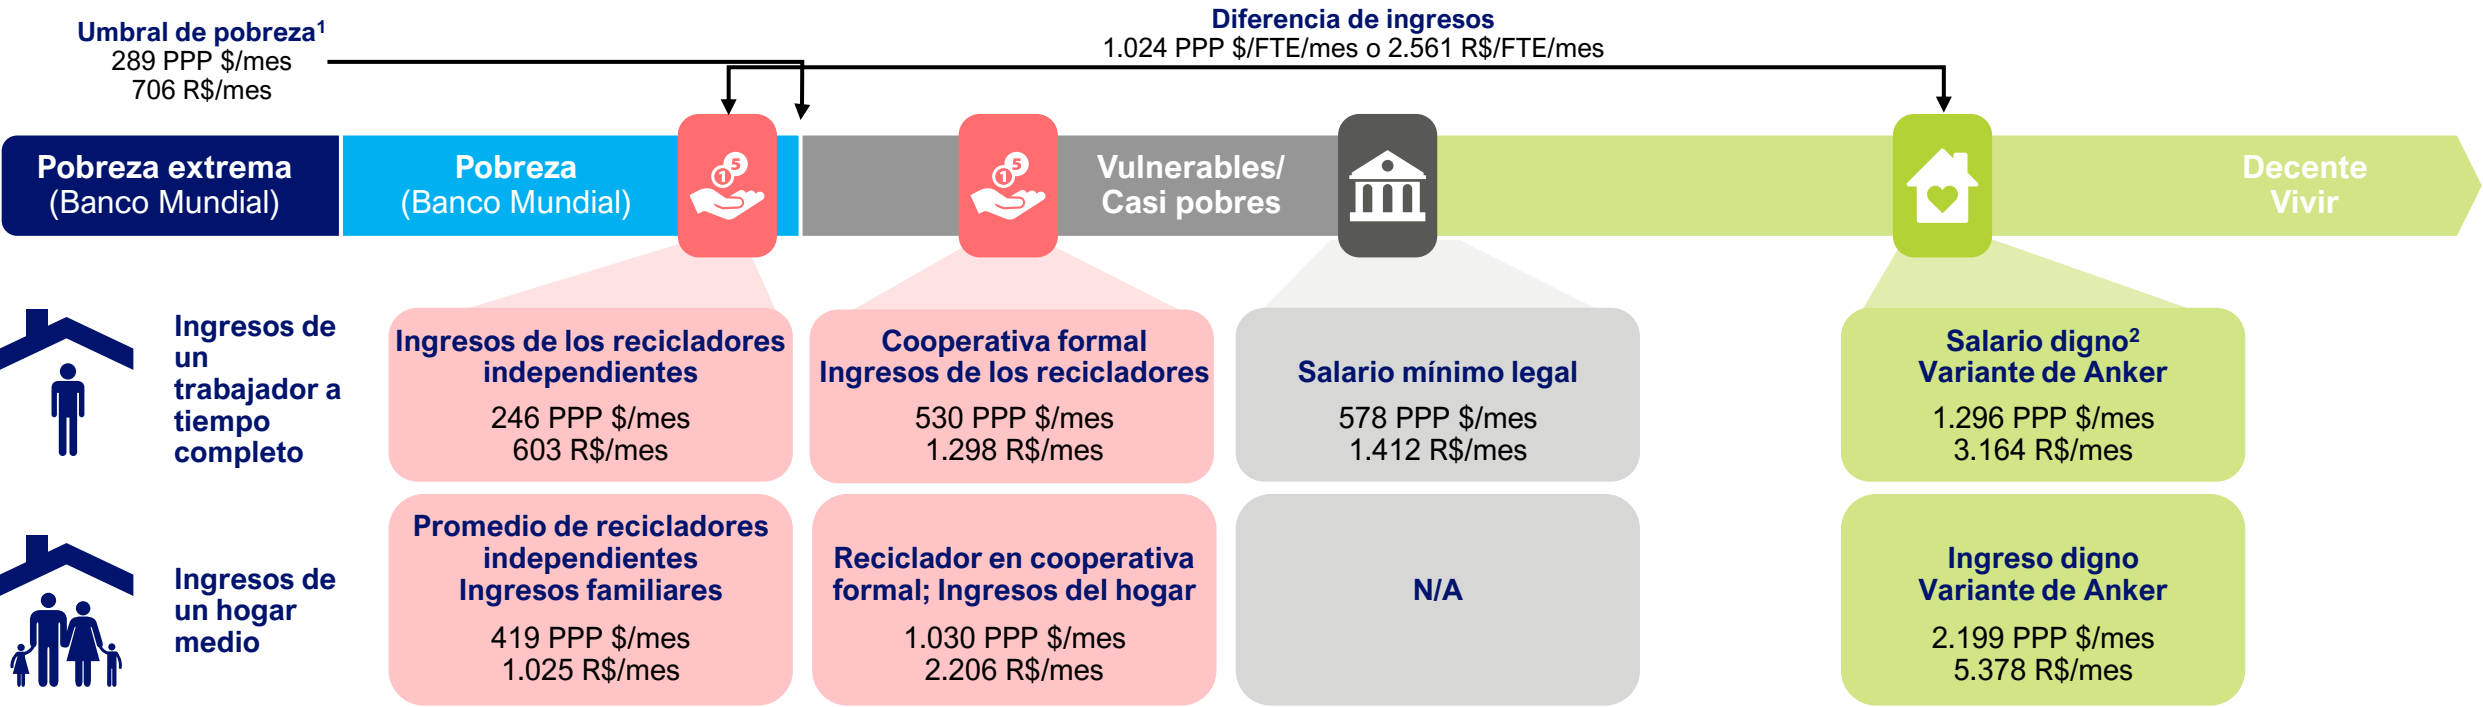 Umbral de pobreza¹
289 PPP $/mes
706 R$/mes
Diferencia de ingresos
1.024 PPP $/FTE/mes o 2.561 R$/FTE/mes
Pobreza extrema
(Banco Mundial)
Pobreza
(Banco Mundial)
1 5
1 5
Vulnerables/
Casi pobres
Decente
Vivir
Ingresos de
un
trabajador a
tiempo
completo
Ingresos de los recicladores
independientes
246 PPP $/mes
603 R$/mes
Cooperativa formal
Ingresos de los recicladores
530 PPP $/mes
1.298 R$/mes
Salario mínimo legal
578 PPP $/mes
1.412 R$/mes
Salario digno²
Variante de Anker
1.296 PPP $/mes
3.164 R$/mes
Ingresos de
un hogar
medio
Promedio de recicladores
independientes
Ingresos familiares
419 PPP $/mes
1.025 R$/mes
Reciclador en cooperativa
formal; Ingresos del hogar
1.030 PPP $/mes
2.206 R$/mes
N/A
Ingreso digno
Variante de Anker
2.199 PPP $/mes
5.378 R$/mes